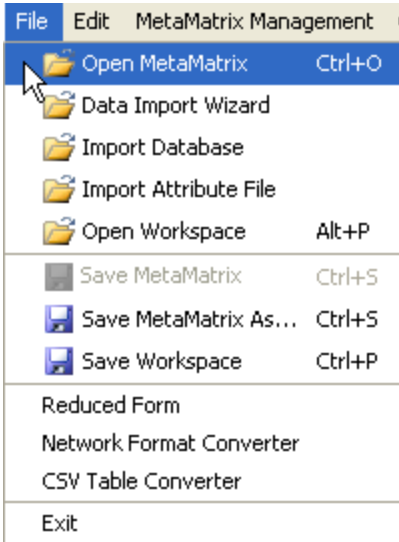 File Edit MetaMatrix Management
Open MetaMatrix Ctrl+O
Data Import Wizard
Import Database
Import Attribute File
Open Workspace Alt+P
Save MetaMatrix Ctrl+S
Save MetaMatrix As... Ctrl+S
Save Workspace Ctrl+P
Reduced Form
Network Format Converter
CSV Table Converter
Exit